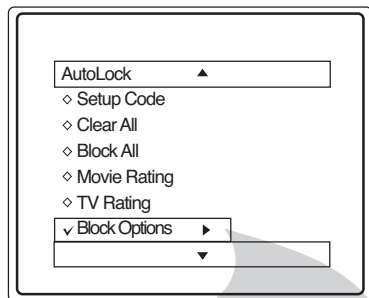 AutoLock ▲
◇ Setup Code
◇ Clear All
◇ Block All
◇ Movie Rating
◇ TV Rating
✓ Block Options ▶
▼